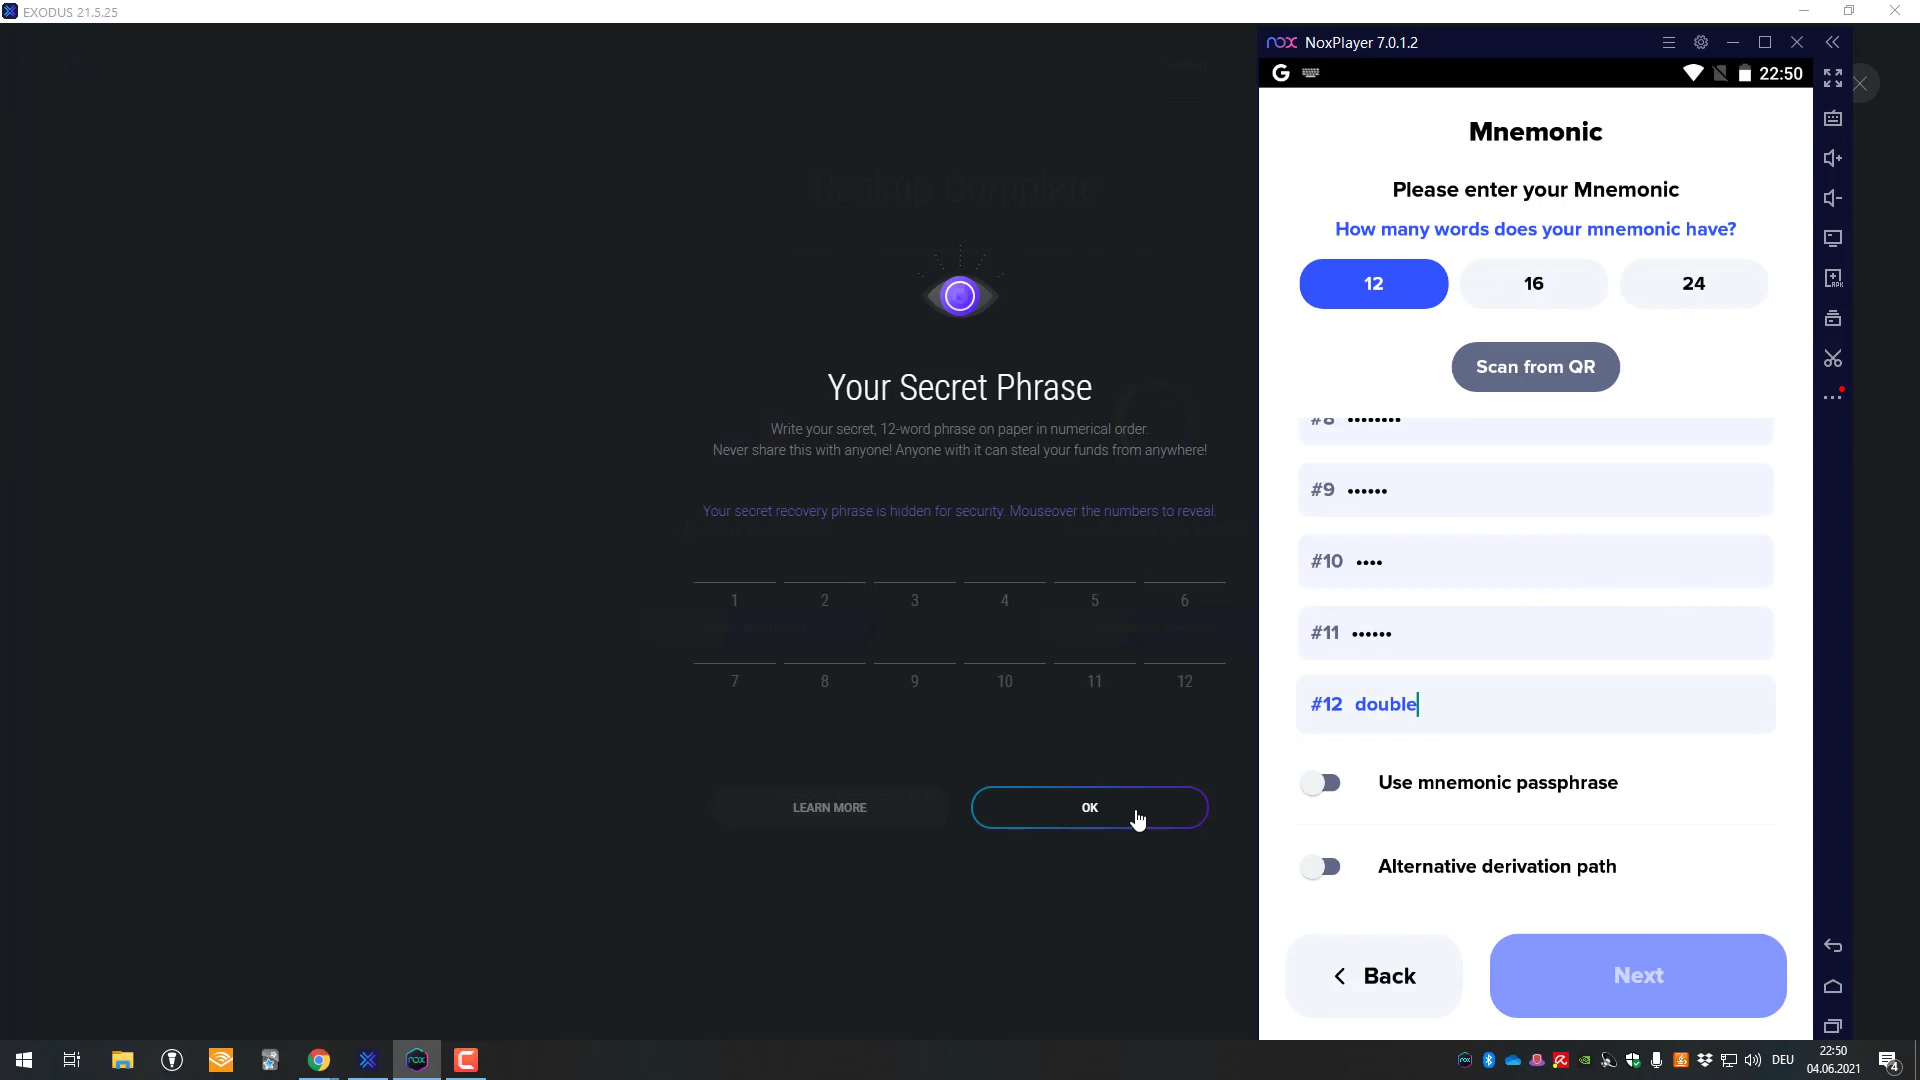 EXODUS 21.5.25
nox NoxPlayer 7.0.1.2
G 22:50
Backup Complete
Your Secret Phrase
Write your secret, 12-word phrase on paper in numerical order.
Never share this with anyone! Anyone with it can steal your funds from anywhere!
Your secret recovery phrase is hidden for security. Mouseover the numbers to reveal.
1 2 3 4 5 6
7 8 9 10 11 12
LEARN MORE OK
Mnemonic
Please enter your Mnemonic
How many words does your mnemonic have?
12 16 24
Scan from QR
#8 ••••••••
#9 ••••••
#10 ••••
#11 ••••••
#12 double
Use mnemonic passphrase
Alternative derivation path
Back Next
DEU 22:50
04.06.2021
4